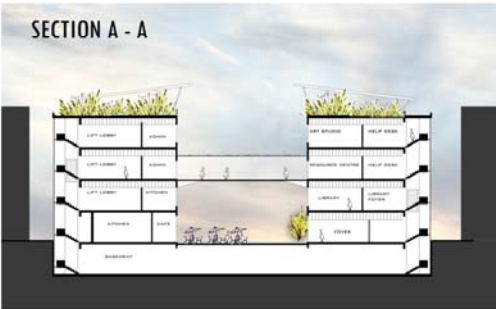 SECTION A - A
LIFT LOBBY ADMIN ART STUDIO HELP DESK
LIFT LOBBY ADMIN RESOURCE CENTRE HELP DESK
LIFT LOBBY KITCHEN LIBRARY LIBRARY
FOYER
KITCHEN CAFE FOYER
BASEMENT